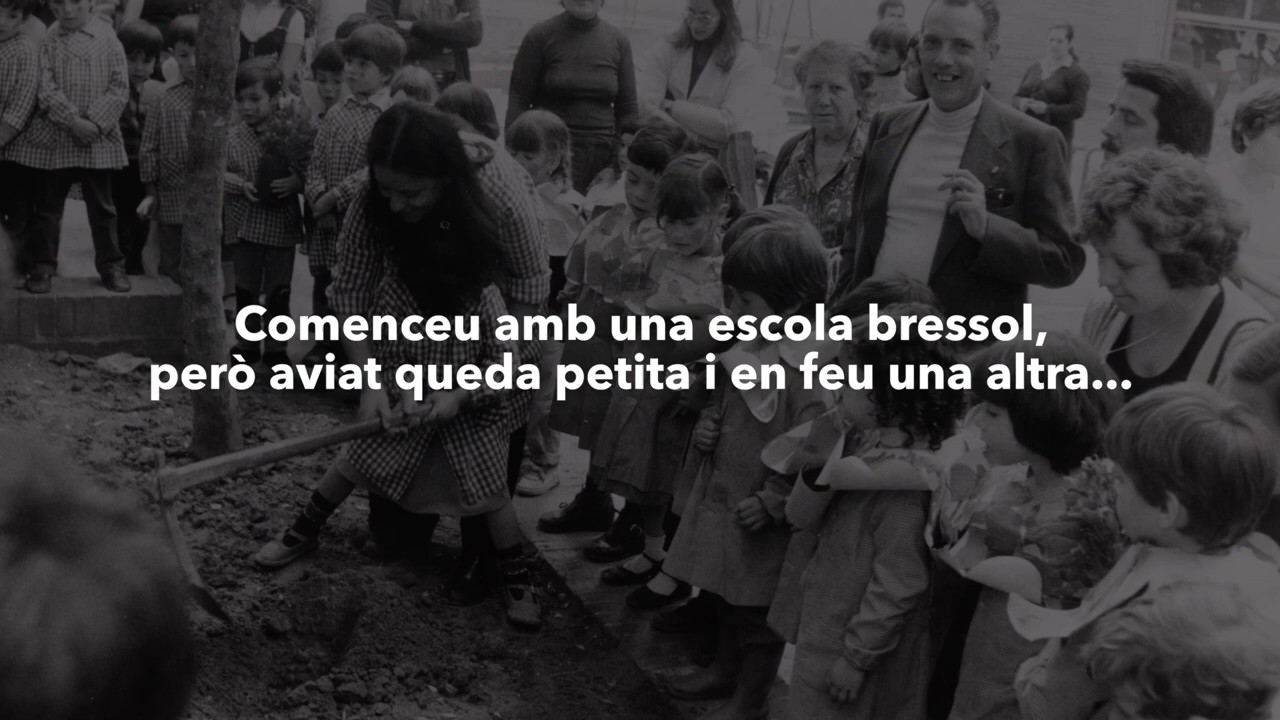 Comenceu amb una escola bressol,
però aviat queda petita i en feu una altra...